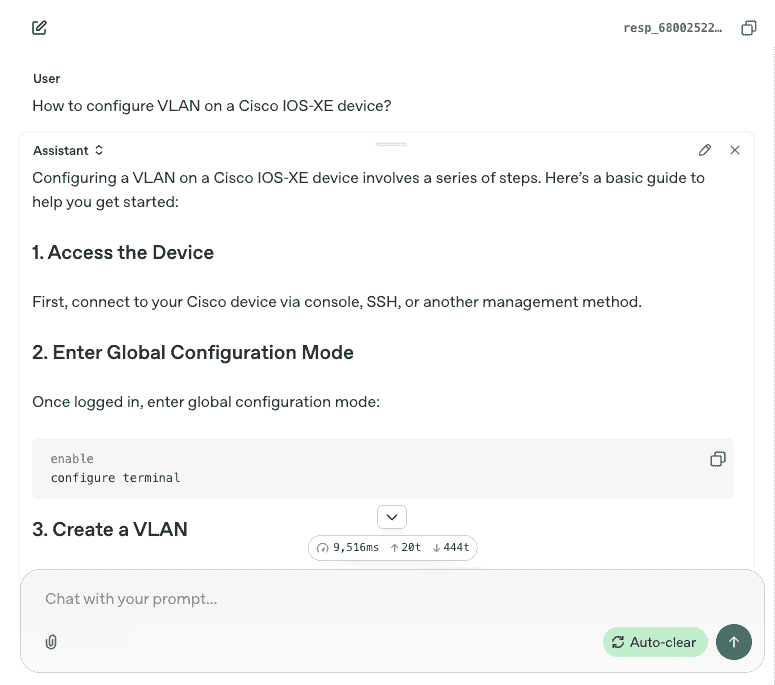 resp_68002522…
User
How to configure VLAN on a Cisco IOS-XE device?
Assistant
Configuring a VLAN on a Cisco IOS-XE device involves a series of steps. Here’s a basic guide to
help you get started:
1. Access the Device
First, connect to your Cisco device via console, SSH, or another management method.
2. Enter Global Configuration Mode
Once logged in, enter global configuration mode:
enable
configure terminal
3. Create a VLAN
9,516ms ↑20t ↓444t
Chat with your prompt...
Auto-clear